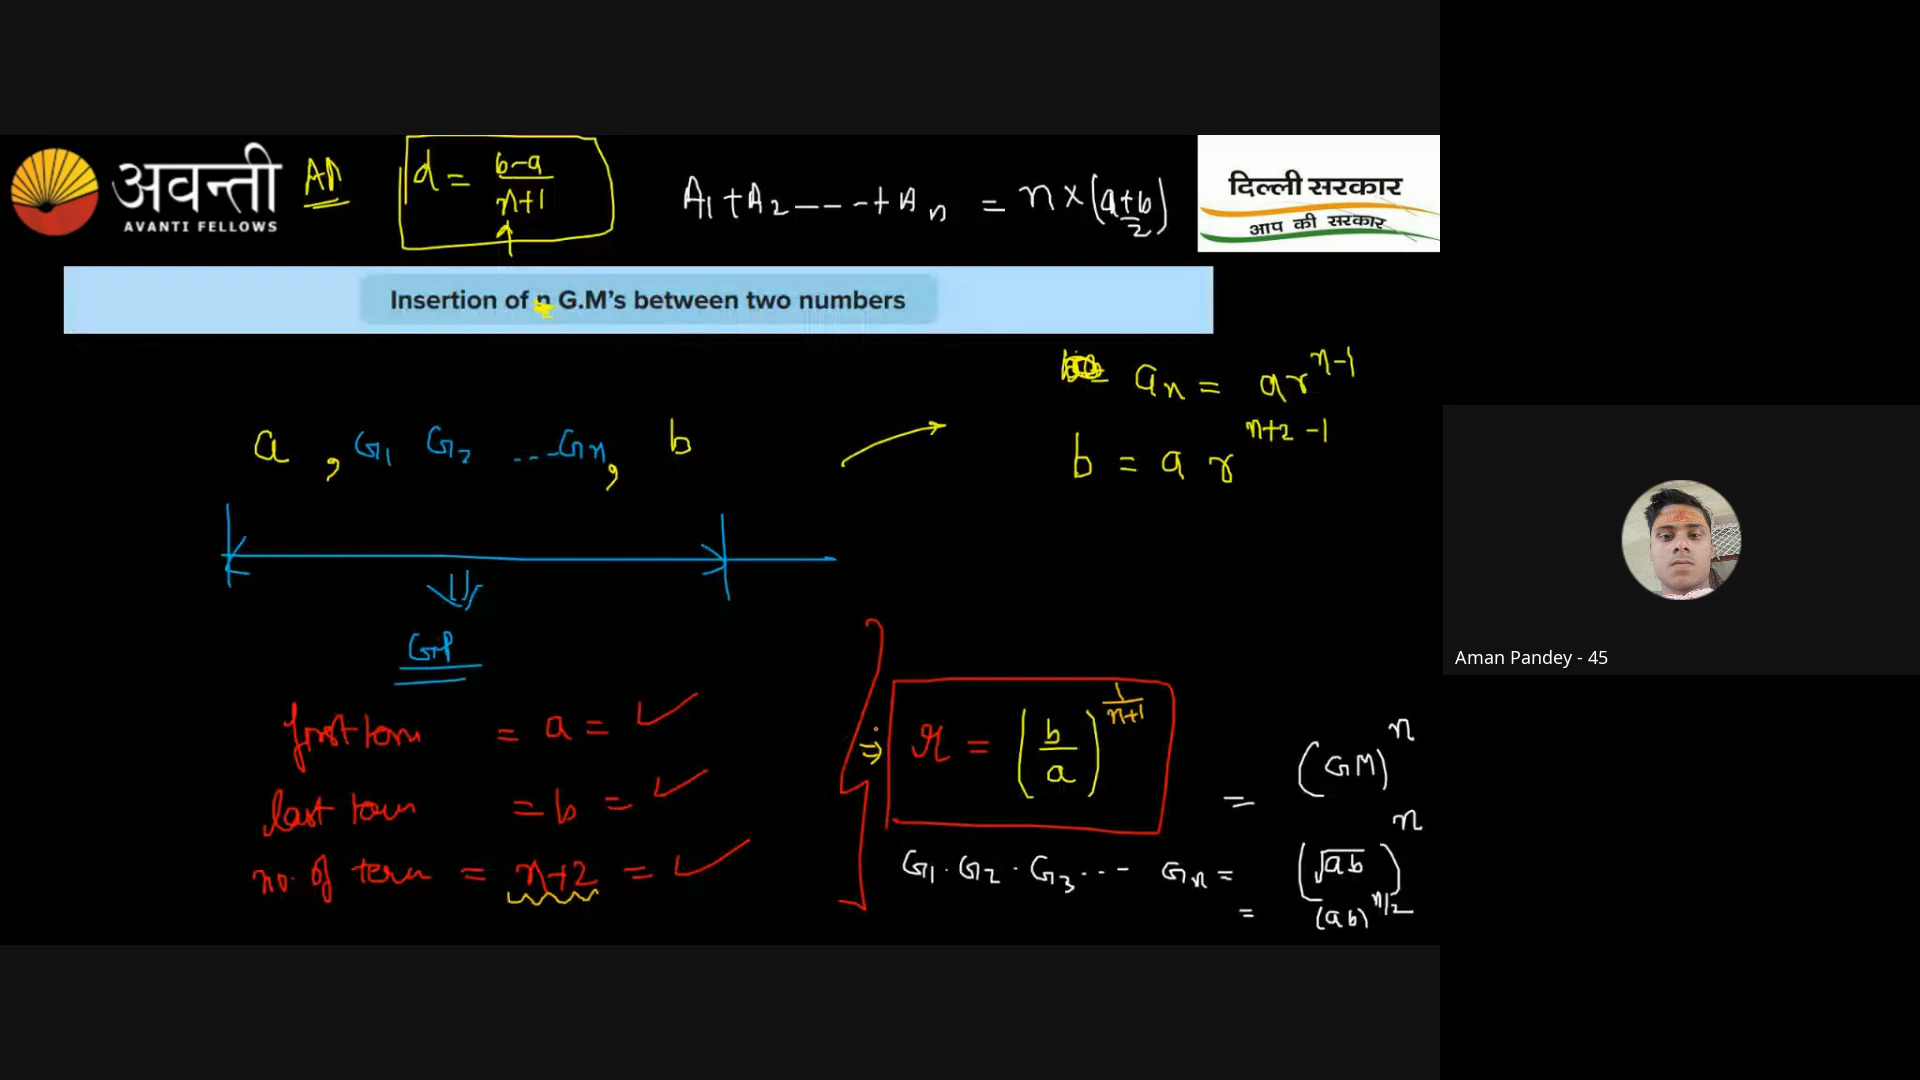 अवन्ती
AVANTI FELLOWS
AP
d = b-a / n+1
A₁ + A₂ --- + Aₙ = n × (a+b / 2)
दिल्ली सरकार
आप की सरकार
Insertion of n G.M's between two numbers
aₙ = ar^(n-1)
b = a r^(n+2-1)
a , G₁ G₂ ... Gₙ, b
GP
first term = a =
last term = b =
no. of term = n+2 =
⇒ r = (b/a)^(1/(n+1))
= (GM)^n
G₁ . G₂ . G₃ --- Gₙ = (√ab)^n
= (ab)^(n/2)
Aman Pandey - 45